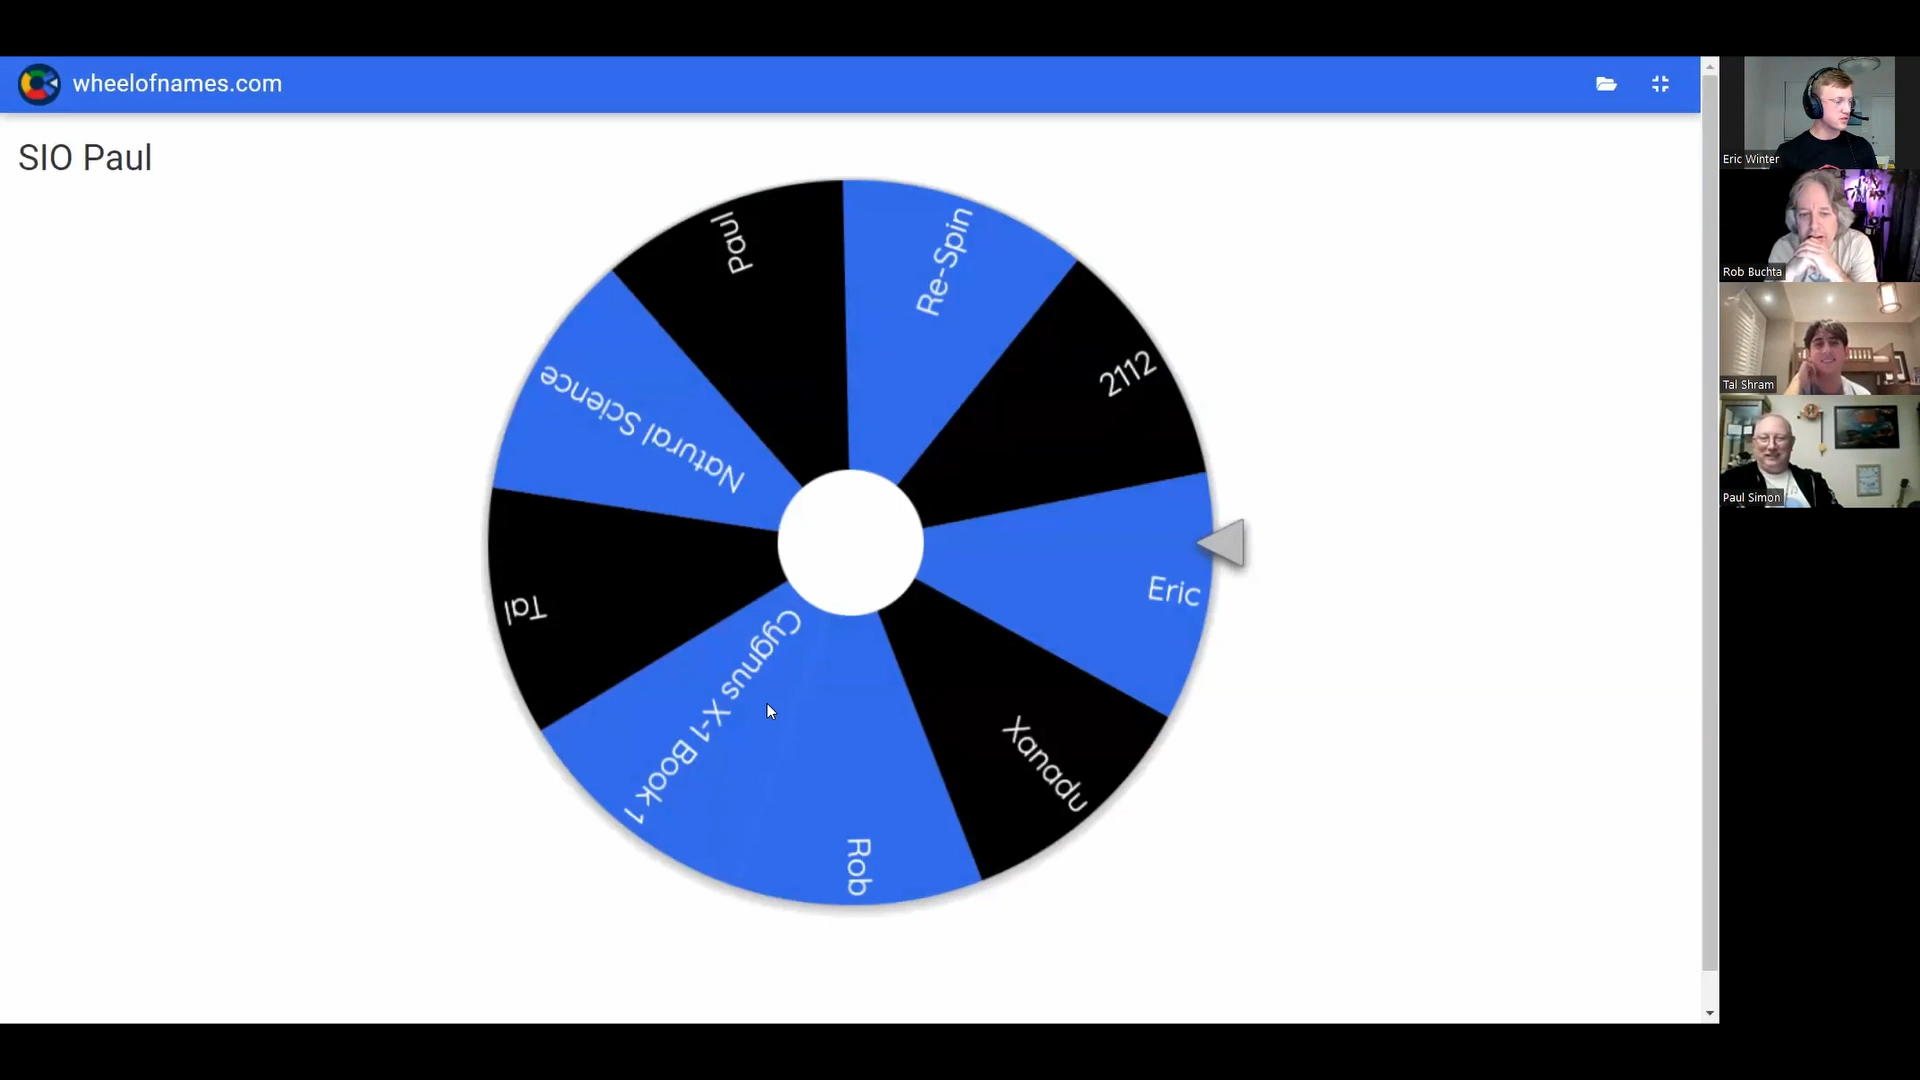 wheelofnames.com
SIO Paul
Paul
Re-Spin
2112
Eric
Xanadu
Rob
Cygnus X-1 Book 1
Tal
Natural Science
Eric Winter
Rob Buchta
Tal Shram
Paul Simon